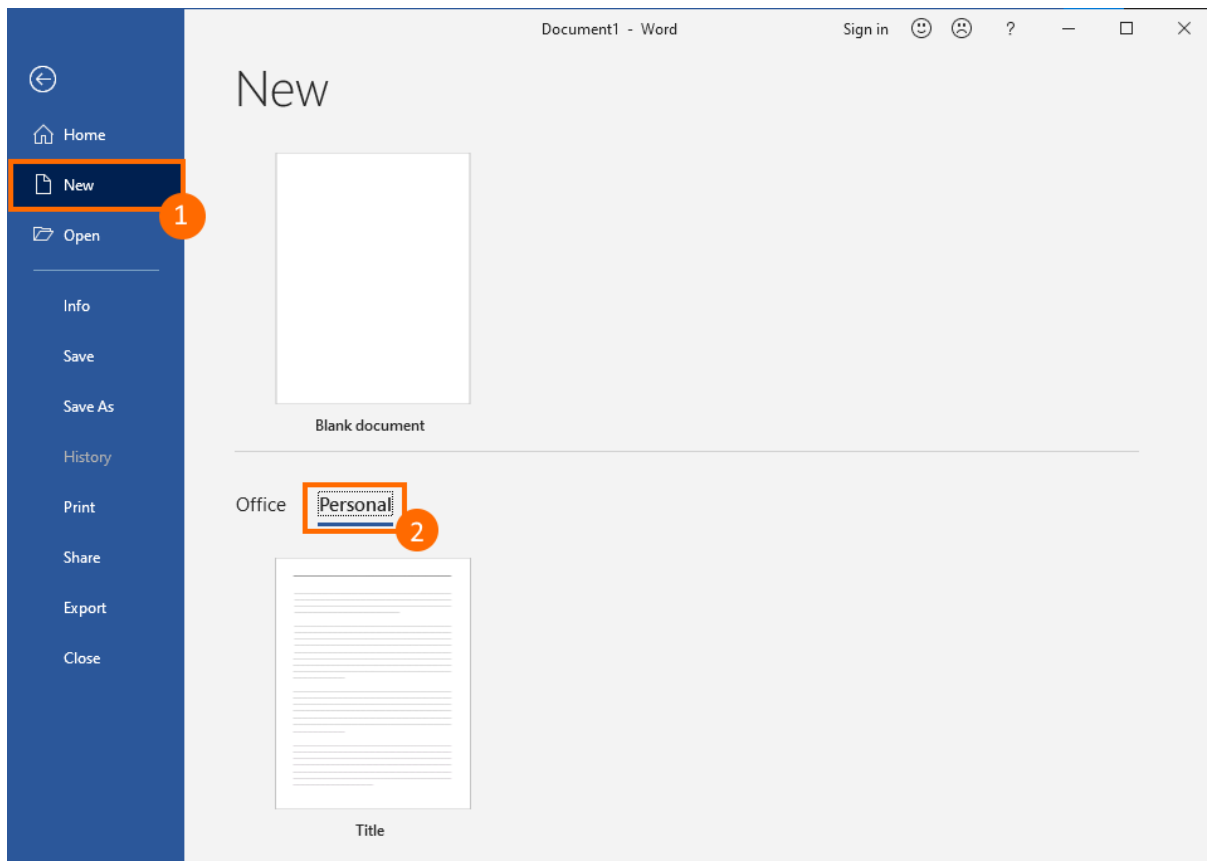 Document1 - Word
Sign in
?
New
Home
New
1
Open
Info
Save
Save As
History
Print
Share
Export
Close
Blank document
Office
Personal
2
Title